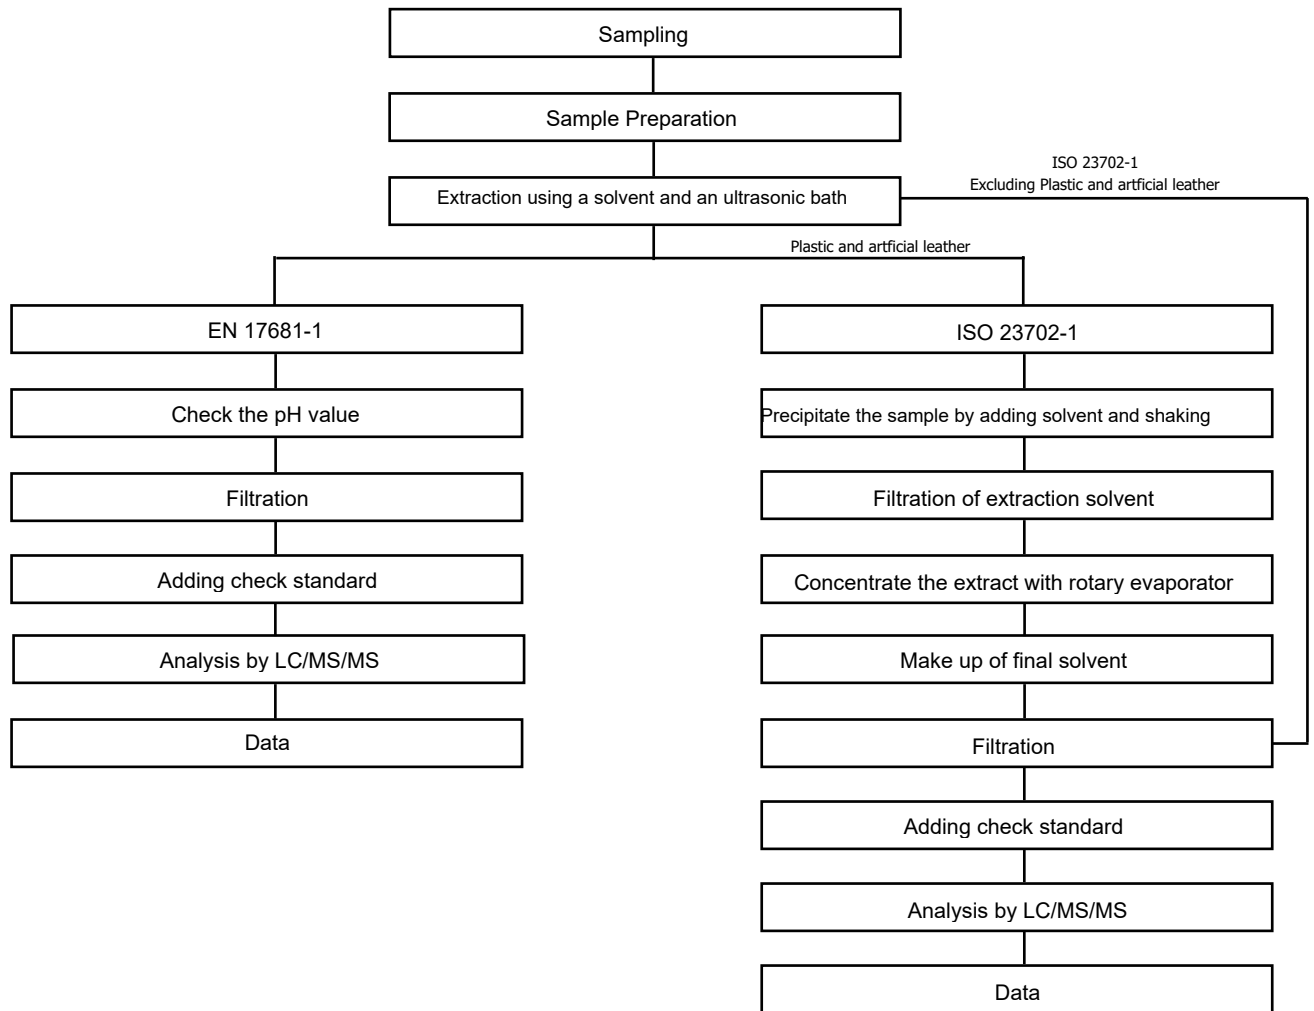 Sampling
Sample Preparation
ISO 23702-1
Excluding Plastic and artficial leather
Extraction using a solvent and an ultrasonic bath
Plastic and artficial leather
EN 17681-1
Check the pH value
Filtration
Adding check standard
Analysis by LC/MS/MS
Data
ISO 23702-1
Precipitate the sample by adding solvent and shaking
Filtration of extraction solvent
Concentrate the extract with rotary evaporator
Make up of final solvent
Filtration
Adding check standard
Analysis by LC/MS/MS
Data